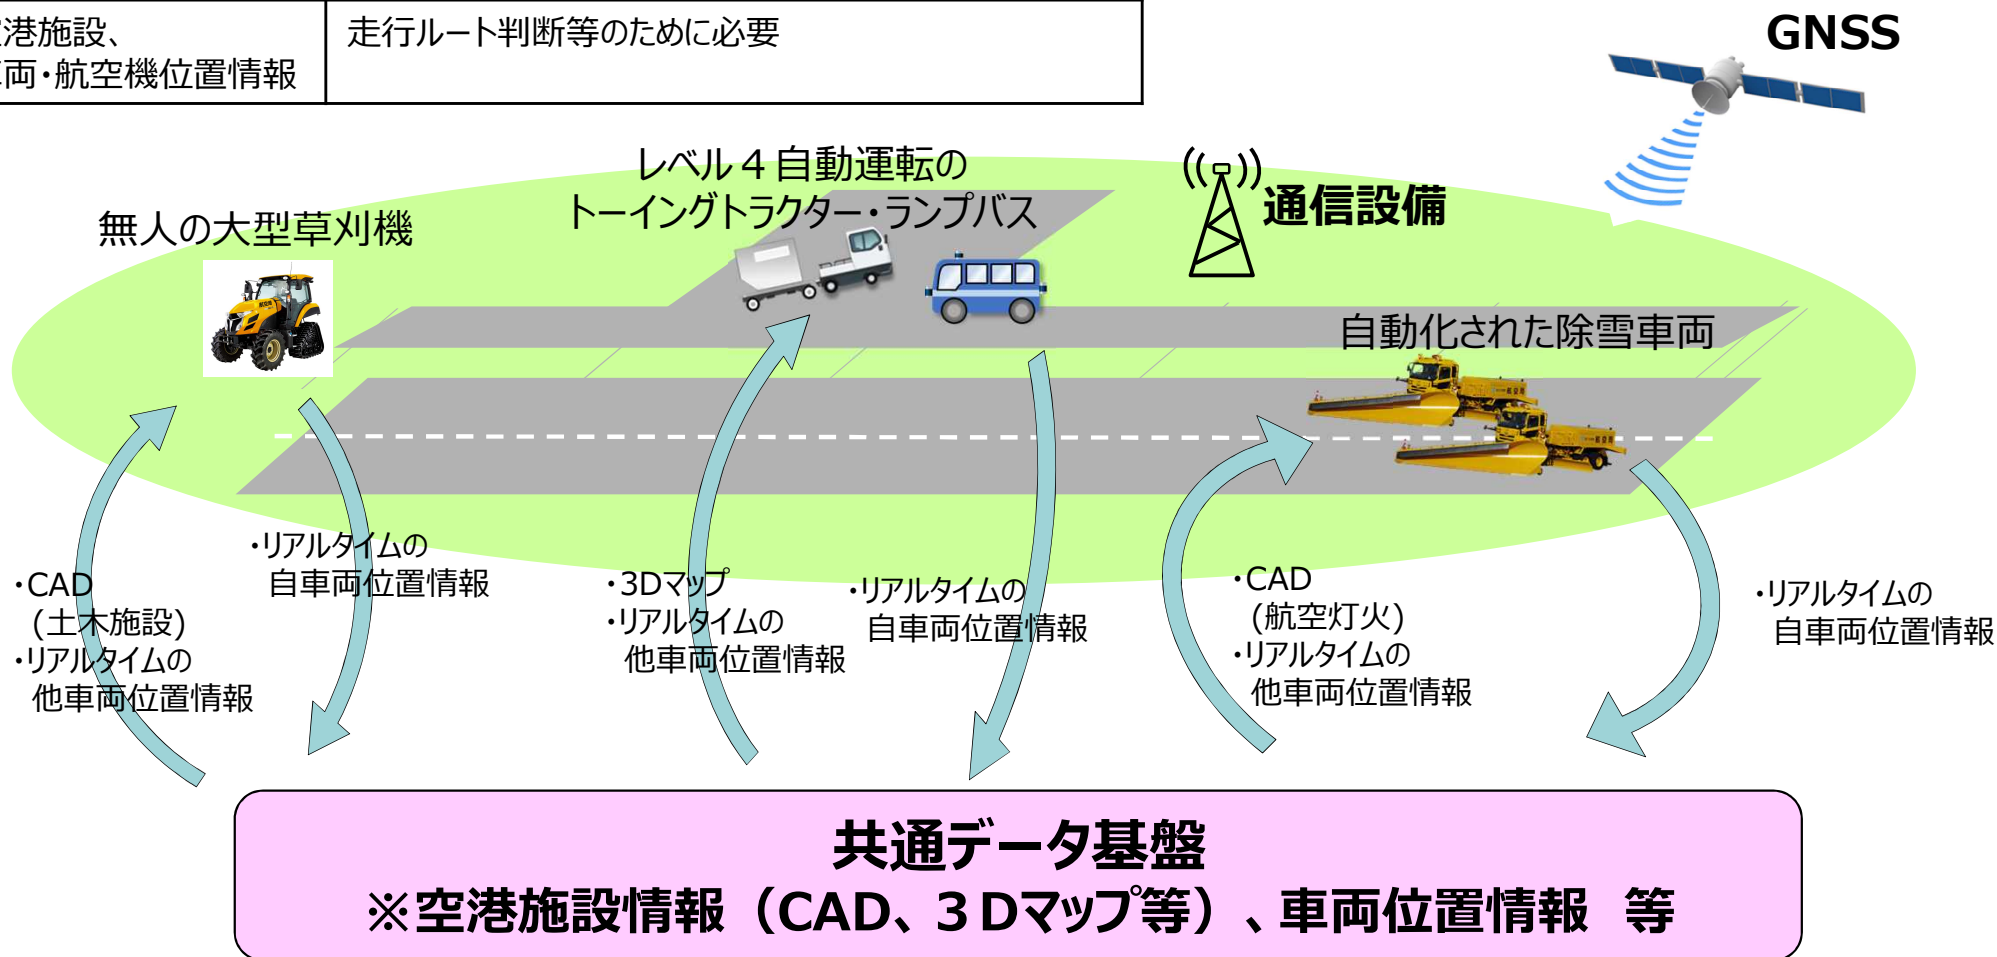 港施設、
両・航空機位置情報
走行ルート判断等のために必要
GNSS
レベル４自動運転の
トーイングトラクター・ランプバス
通信設備
無人の大型草刈機
自動化された除雪車両
・リアルタイムの
自車両位置情報
・CAD
(土木施設)
・リアルタイムの
他車両位置情報
・3Dマップ
・リアルタイムの
他車両位置情報
・リアルタイムの
自車両位置情報
・CAD
(航空灯火)
・リアルタイムの
他車両位置情報
・リアルタイムの
自車両位置情報
共通データ基盤
※空港施設情報（CAD、３Dマップ等）、車両位置情報 等